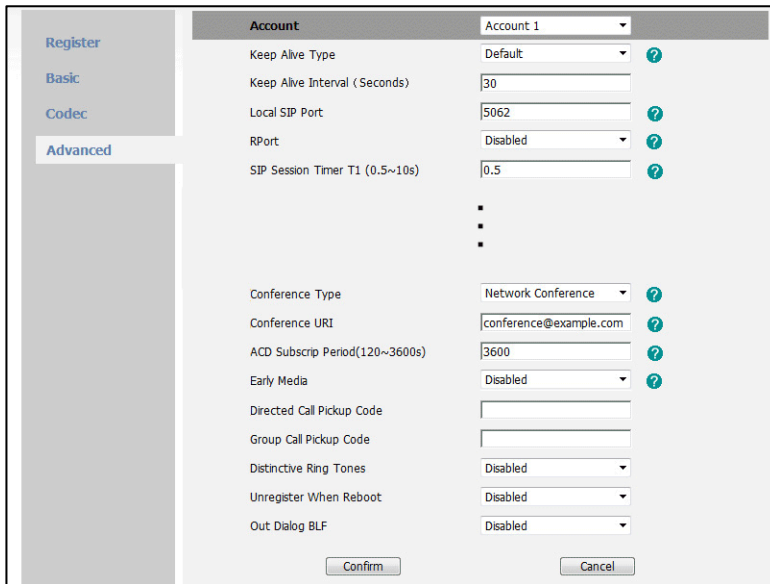 Register
Basic
Codec
Advanced
Account Account 1
Keep Alive Type Default ?
Keep Alive Interval (Seconds) 30
Local SIP Port 5062 ?
RPort Disabled ?
SIP Session Timer T1 (0.5~10s) 0.5 ?
Conference Type Network Conference ?
Conference URI conference@example.com ?
ACD Subscrip Period(120~3600s) 3600 ?
Early Media Disabled ?
Directed Call Pickup Code
Group Call Pickup Code
Distinctive Ring Tones Disabled
Unregister When Reboot Disabled
Out Dialog BLF Disabled
Confirm Cancel